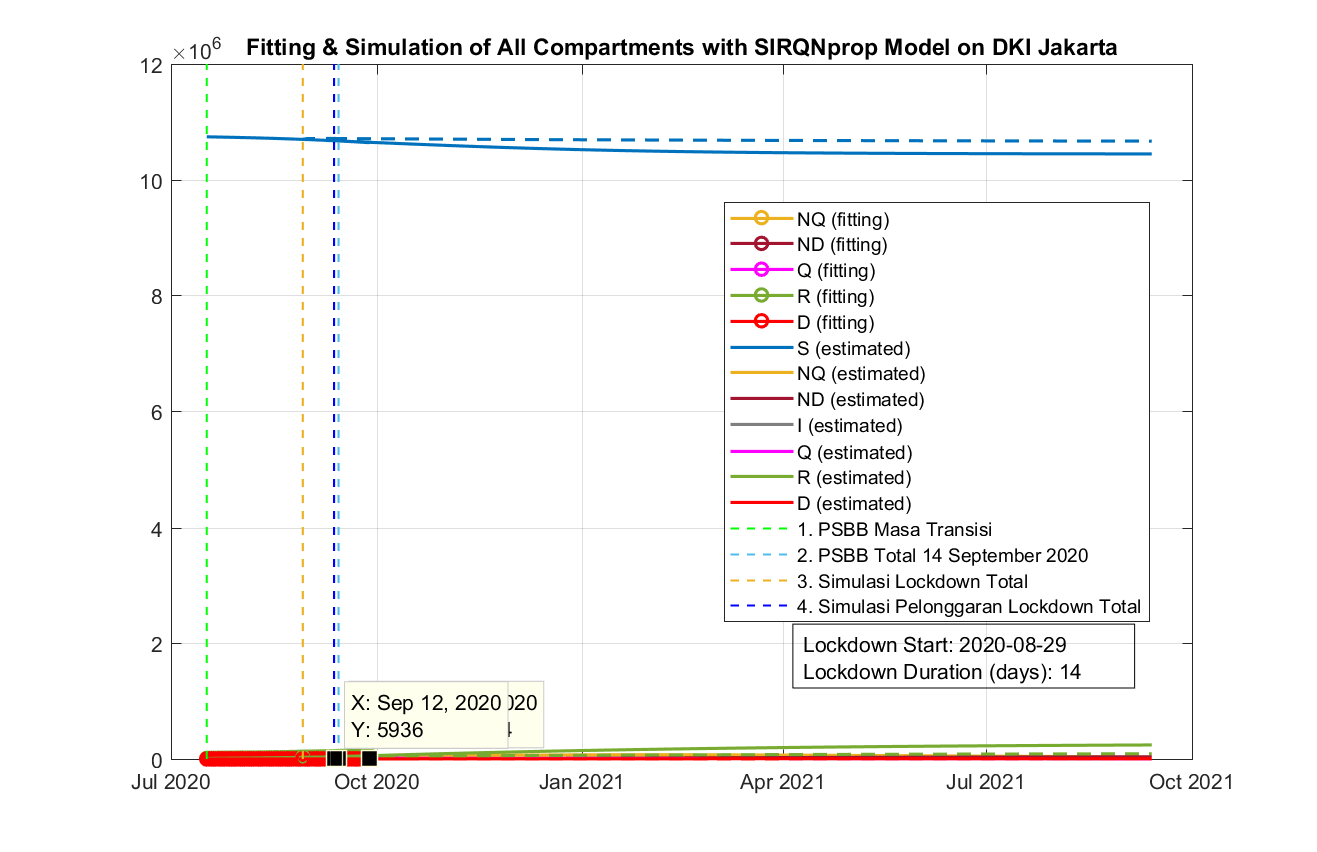 ×10^6
Fitting & Simulation of All Compartments with SIRQNprop Model on DKI Jakarta
12
10
8
6
4
2
0
NQ (fitting)
ND (fitting)
Q (fitting)
R (fitting)
D (fitting)
S (estimated)
NQ (estimated)
ND (estimated)
I (estimated)
Q (estimated)
R (estimated)
D (estimated)
1. PSBB Masa Transisi
2. PSBB Total 14 September 2020
3. Simulasi Lockdown Total
4. Simulasi Pelonggaran Lockdown Total
Lockdown Start: 2020-08-29
Lockdown Duration (days): 14
X: Sep 12, 2020
Y: 5936
Jul 2020
Oct 2020
Jan 2021
Apr 2021
Jul 2021
Oct 2021